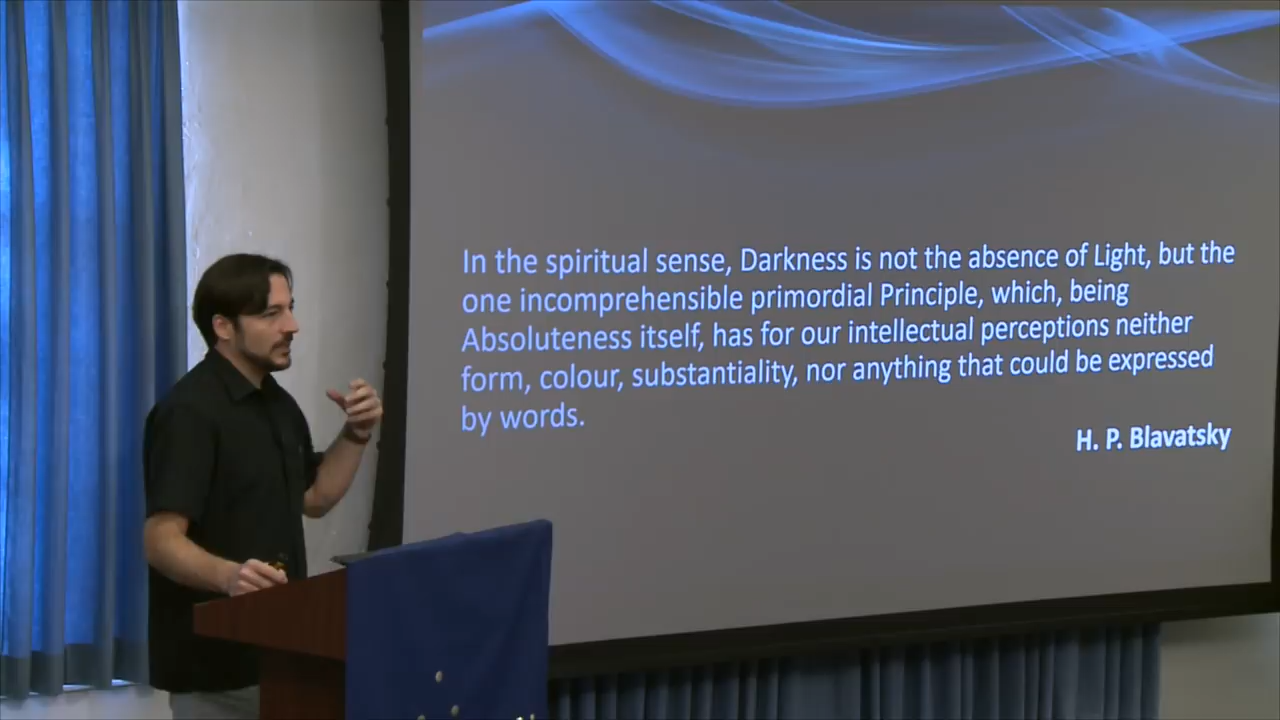 In the spiritual sense, Darkness is not the absence of Light, but the
one incomprehensible primordial Principle, which, being
Absoluteness itself, has for our intellectual perceptions neither
form, colour, substantiality, nor anything that could be expressed
by words.
H. P. Blavatsky